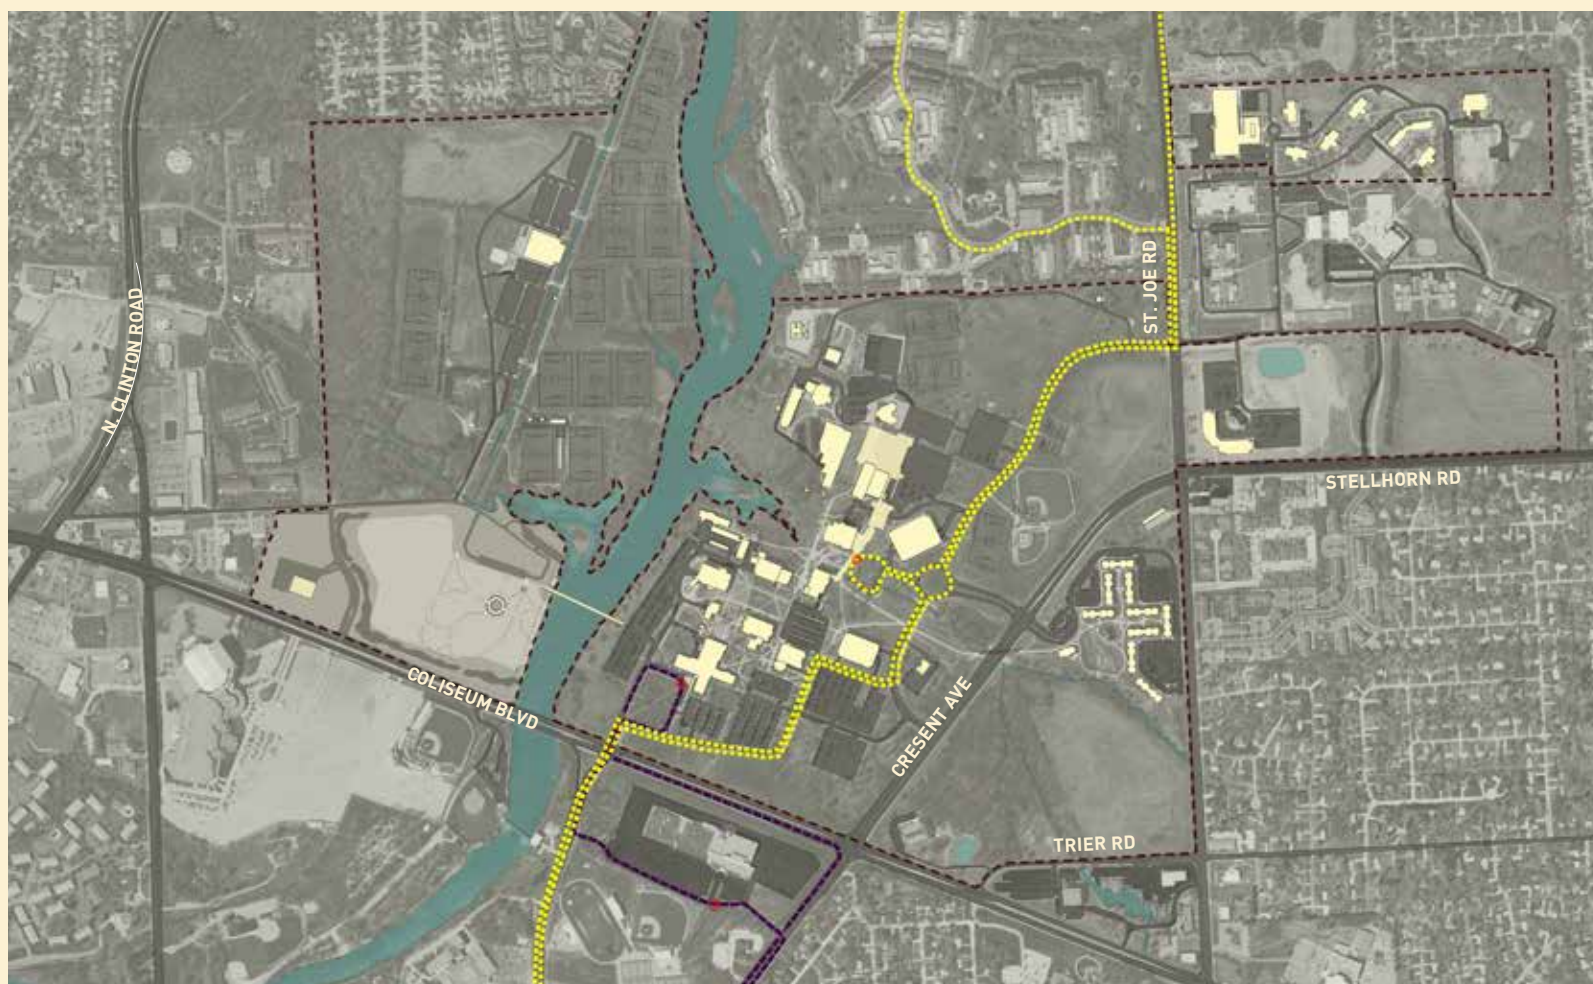 ST. JOE RD
N. CLINTON ROAD
STELLHORN RD
COLISEUM BLVD
CRESENT AVE
TRIER RD